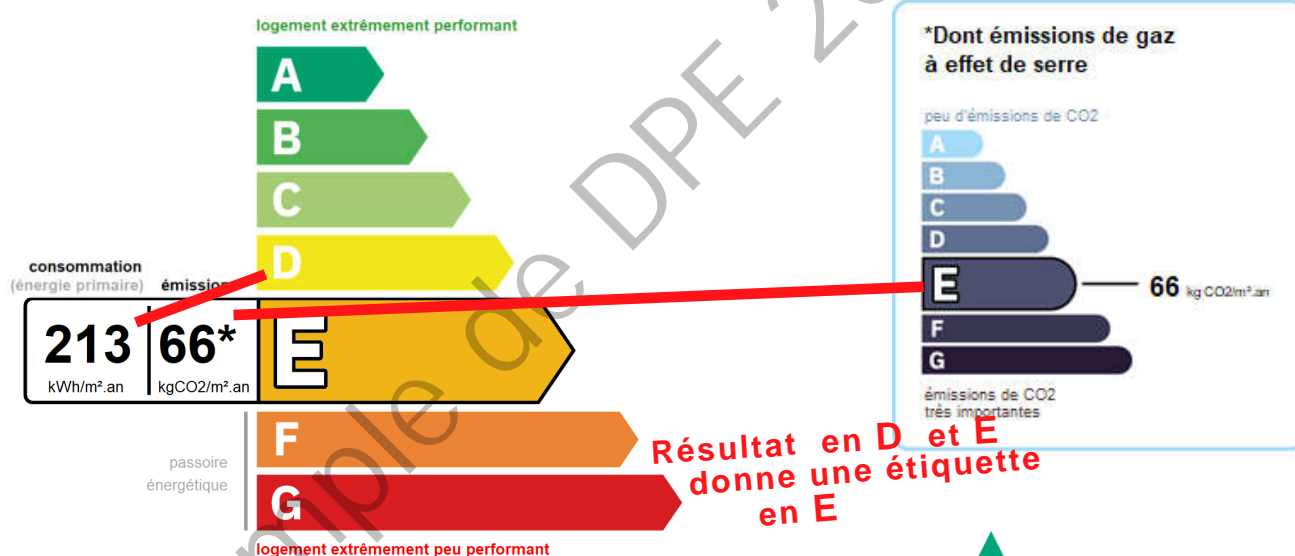 logement extrêmement performant
A
B
C
D
consommation
(énergie primaire)
émission
213
66*
kWh/m².an
kgCO2/m².an
E
F
G
passoire
énergétique
logement extrêmement peu performant
*Dont émissions de gaz
à effet de serre
peu d'émissions de CO2
A
B
C
D
E
66 kg CO2/m².an
F
G
émissions de CO2
très importantes
Résultat en D et E
donne une étiquette
en E
de DPE